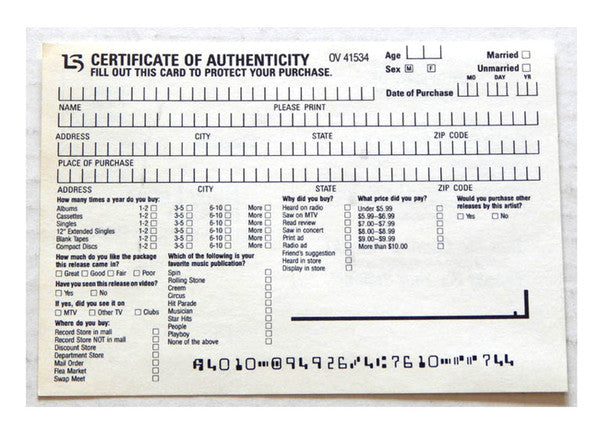 LS CERTIFICATE OF AUTHENTICITY OV 41534 Age Married
FILL OUT THIS CARD TO PROTECT YOUR PURCHASE. Sex M F Unmarried
MO DAY YR
Date of Purchase
NAME PLEASE PRINT
ADDRESS CITY STATE ZIP CODE
PLACE OF PURCHASE
ADDRESS CITY STATE ZIP CODE
How many times a year do you buy:
Albums 1-2 3-5 6-10 More
Cassettes 1-2 3-5 6-10 More
Singles 1-2 3-5 6-10 More
12" Extended Singles 1-2 3-5 6-10 More
Blank Tapes 1-2 3-5 6-10 More
Compact Discs 1-2 3-5 6-10 More
How much do you like the package
this release came in?
Great Good Fair Poor
Have you seen this release on video?
Yes No
If yes, did you see it on
MTV Other TV Clubs
Where do you buy:
Record Store in mall
Record Store NOT in mall
Discount Store
Department Store
Mail Order
Flea Market
Swap Meet
Which of the following is your
favorite music publication?
Spin
Rolling Stone
Creem
Circus
Hit Parade
Musician
Star Hits
People
Playboy
None of the above
Why did you buy?
Heard on radio
Saw on MTV
Read review
Saw in concert
Print ad
Radio ad
Friend's suggestion
Heard in store
Display in store
What price did you pay?
Under $5.99
$5.99–$6.99
$7.00–$7.99
$8.00–$8.99
$9.00–$9.99
More than $10.00
Would you purchase other
releases by this artist?
Yes No